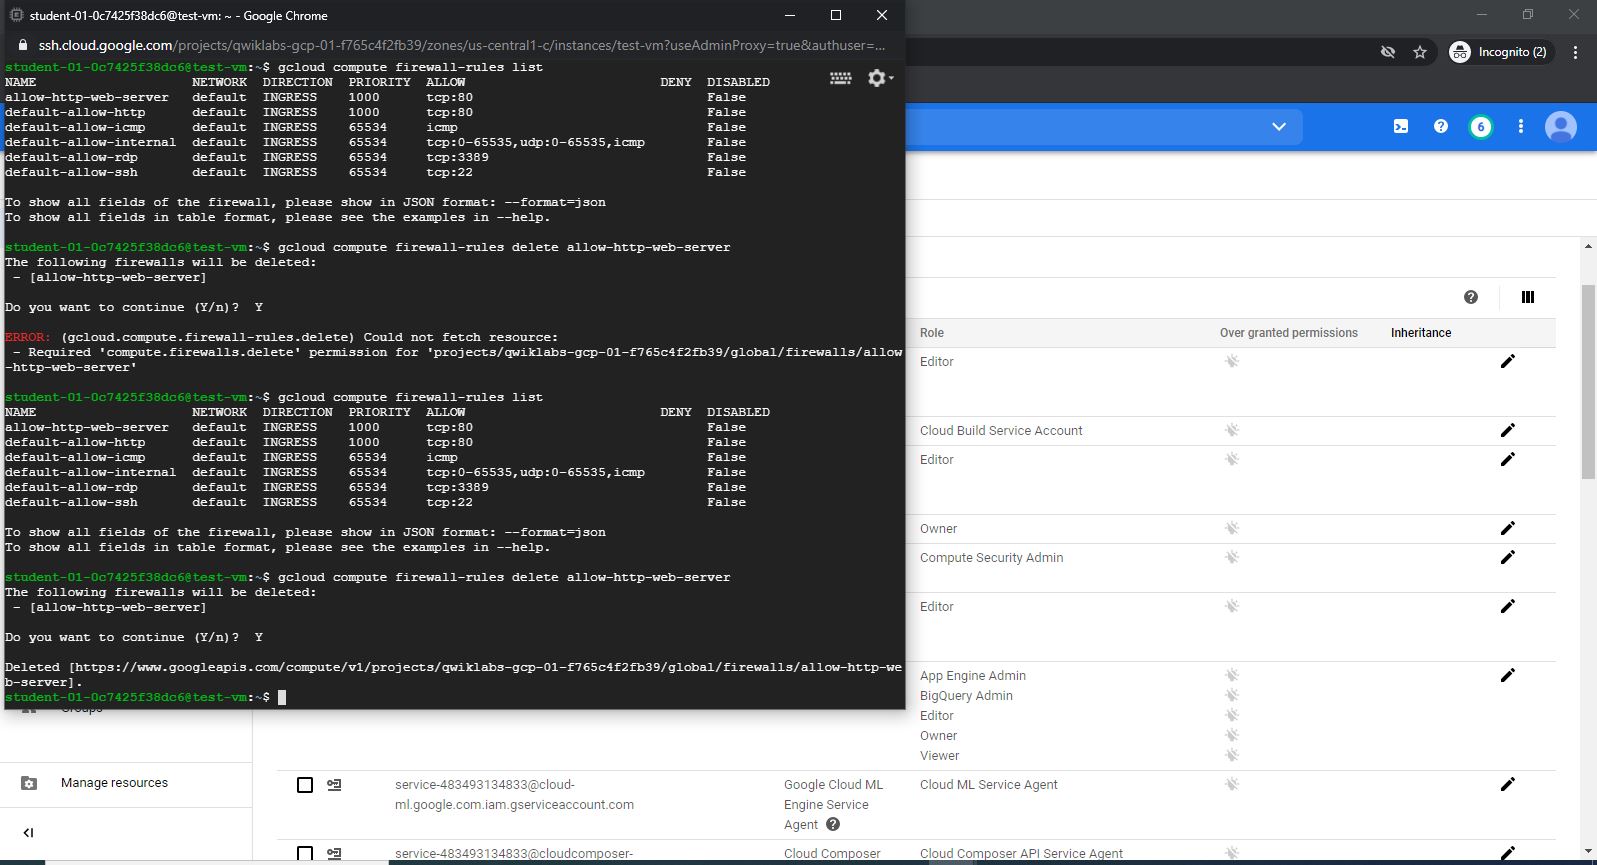 student-01-0c7425f38dc6@test-vm: ~ - Google Chrome
ssh.cloud.google.com/projects/qwiklabs-gcp-01-f765c4f2fb39/zones/us-central1-c/instances/test-vm?useAdminProxy=true&authuser=...
Incognito (2)
student-01-0c7425f38dc6@test-vm:~$ gcloud compute firewall-rules list
NAME NETWORK DIRECTION PRIORITY ALLOW DENY DISABLED
allow-http-web-server default INGRESS 1000 tcp:80 False
default-allow-http default INGRESS 1000 tcp:80 False
default-allow-icmp default INGRESS 65534 icmp False
default-allow-internal default INGRESS 65534 tcp:0-65535,udp:0-65535,icmp False
default-allow-rdp default INGRESS 65534 tcp:3389 False
default-allow-ssh default INGRESS 65534 tcp:22 False
To show all fields of the firewall, please show in JSON format: --format=json
To show all fields in table format, please see the examples in --help.
student-01-0c7425f38dc6@test-vm:~$ gcloud compute firewall-rules delete allow-http-web-server
The following firewalls will be deleted:
- [allow-http-web-server]
Do you want to continue (Y/n)? Y
ERROR: (gcloud.compute.firewall-rules.delete) Could not fetch resource:
- Required 'compute.firewalls.delete' permission for 'projects/qwiklabs-gcp-01-f765c4f2fb39/global/firewalls/allow
-http-web-server'
student-01-0c7425f38dc6@test-vm:~$ gcloud compute firewall-rules list
NAME NETWORK DIRECTION PRIORITY ALLOW DENY DISABLED
allow-http-web-server default INGRESS 1000 tcp:80 False
default-allow-http default INGRESS 1000 tcp:80 False
default-allow-icmp default INGRESS 65534 icmp False
default-allow-internal default INGRESS 65534 tcp:0-65535,udp:0-65535,icmp False
default-allow-rdp default INGRESS 65534 tcp:3389 False
default-allow-ssh default INGRESS 65534 tcp:22 False
To show all fields of the firewall, please show in JSON format: --format=json
To show all fields in table format, please see the examples in --help.
student-01-0c7425f38dc6@test-vm:~$ gcloud compute firewall-rules delete allow-http-web-server
The following firewalls will be deleted:
- [allow-http-web-server]
Do you want to continue (Y/n)? Y
Deleted [https://www.googleapis.com/compute/v1/projects/qwiklabs-gcp-01-f765c4f2fb39/global/firewalls/allow-http-we
b-server].
student-01-0c7425f38dc6@test-vm:~$
6
Role Over granted permissions Inheritance
Editor
Cloud Build Service Account
Editor
Owner
Compute Security Admin
Editor
App Engine Admin
BigQuery Admin
Editor
Owner
Viewer
Groups
Manage resources
service-483493134833@cloud-
ml.google.com.iam.gserviceaccount.com
Google Cloud ML
Engine Service
Agent
Cloud ML Service Agent
service-483493134833@cloudcomposer-
Cloud Composer
Cloud Composer API Service Agent